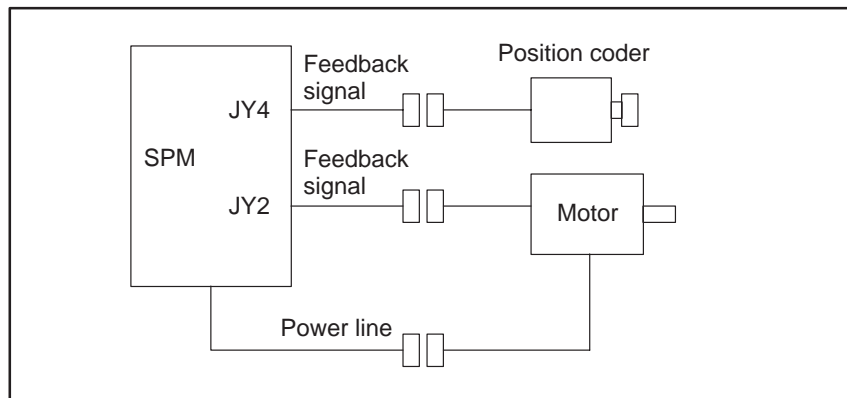 Feedback
signal
Position coder
JY4
SPM
Feedback
signal
JY2
Motor
Power line